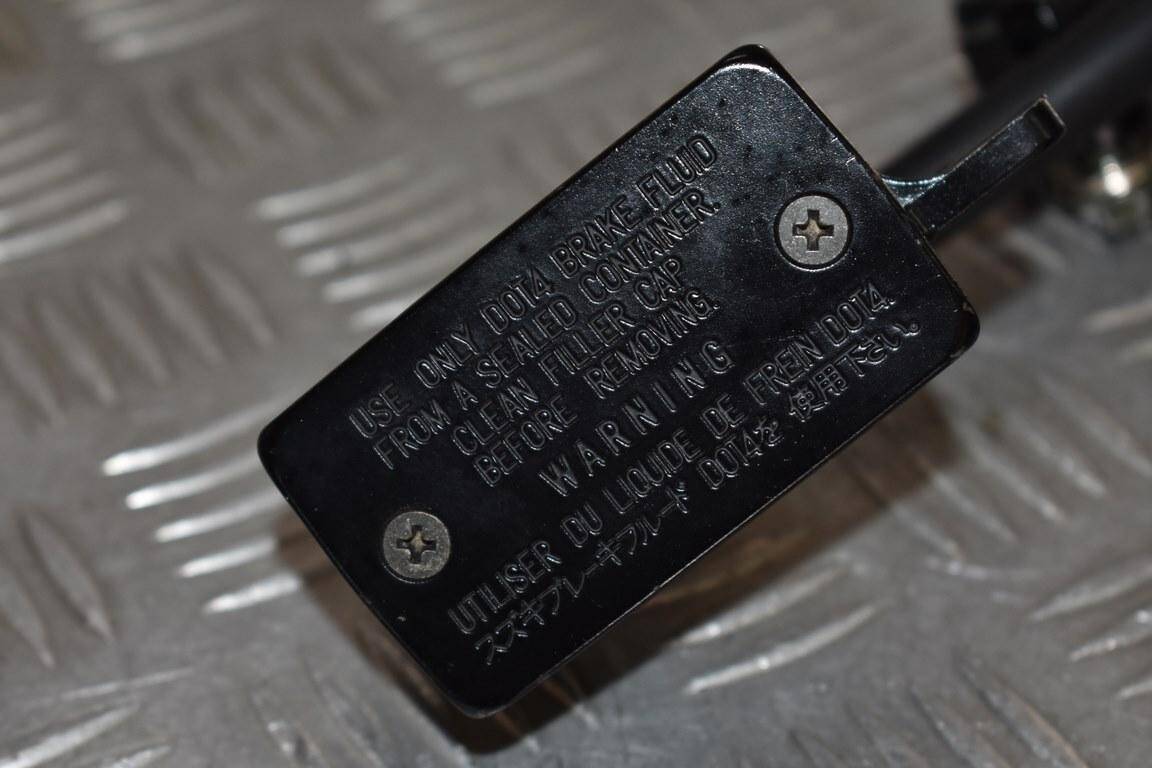 USE ONLY DOT4 BRAKE FLUID
FROM A SEALED CONTAINER.
CLEAN FILLER CAP
BEFORE REMOVING.
WARNING
UTILISER DU LIQUIDE DE FREIN DOT4.
スズキブレーキフルード DOT4を使用下さい。